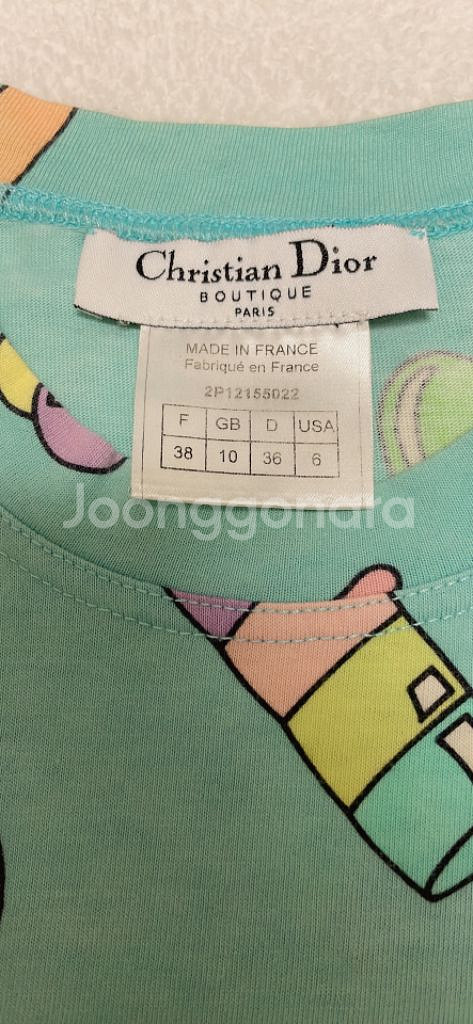 Christian Dior
BOUTIQUE
PARIS
MADE IN FRANCE
Fabriqué en France
2P12155022
F GB D USA
38 10 36 6
Joonggonara